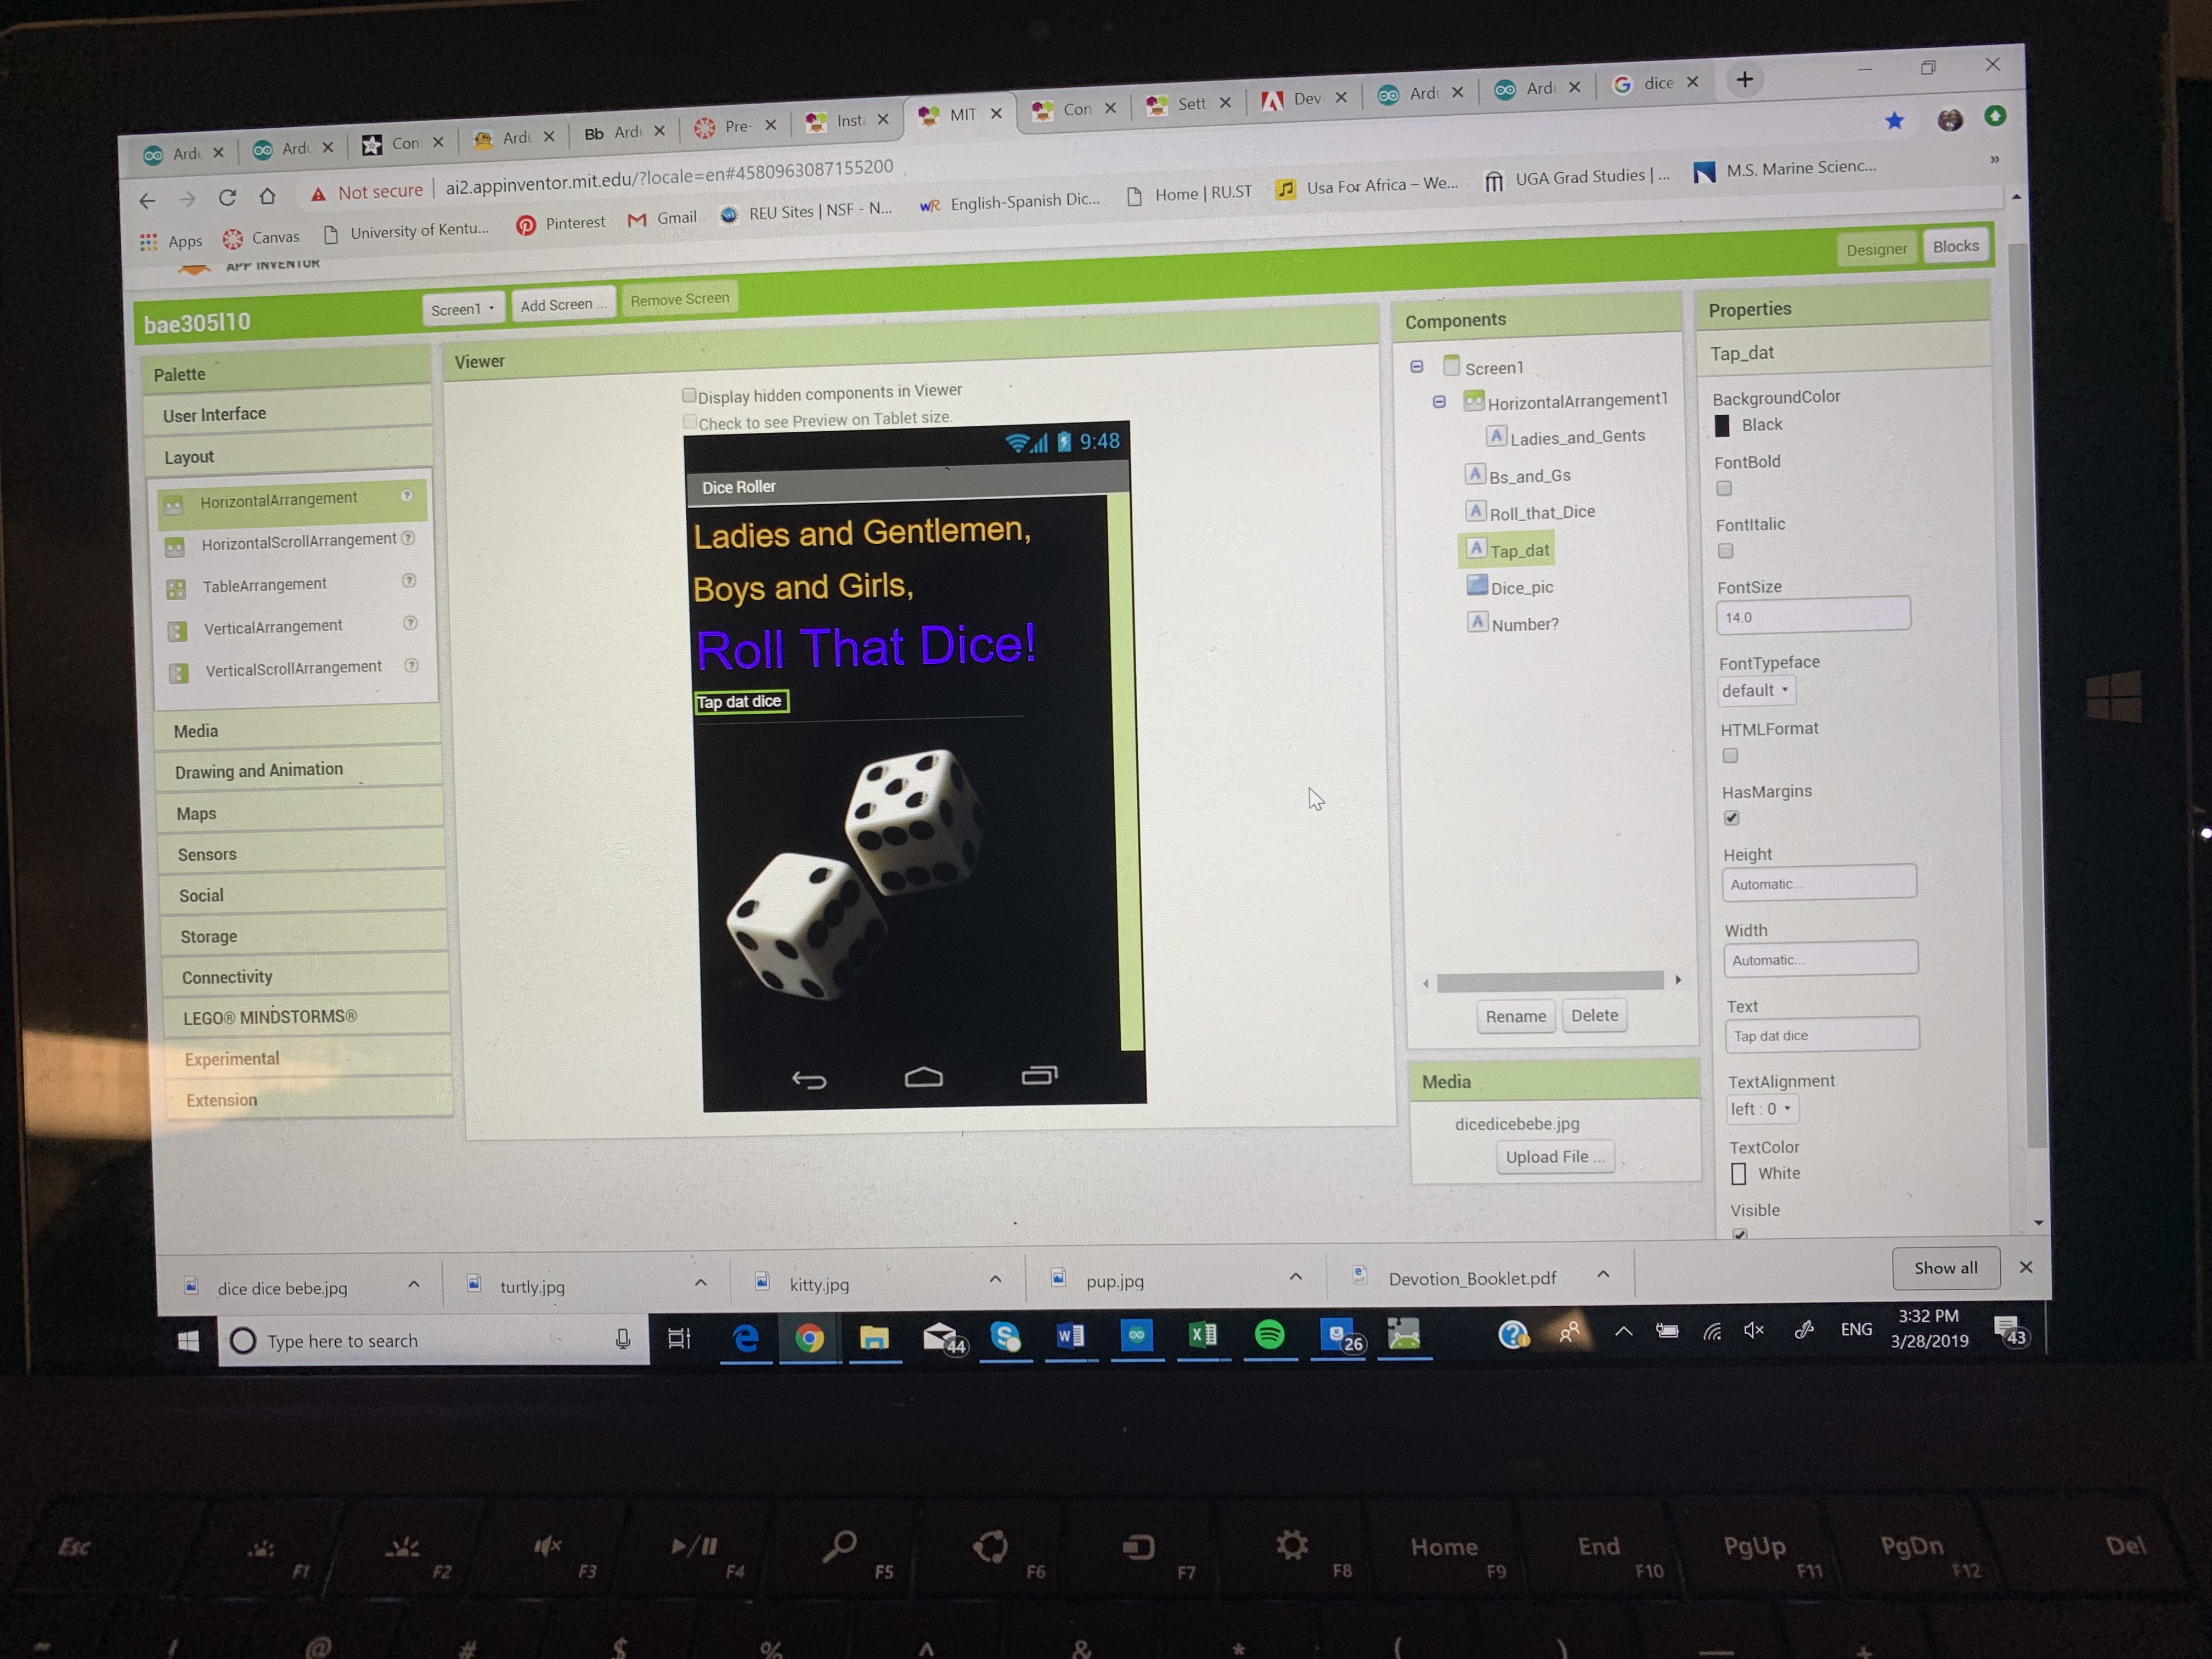 Ardu
Ardu
Con
Ardu
Bb Ardu
Pre-
Insta
MIT
Con
Sett
Dev
Ardu
Ardu
dice
Not secure | ai2.appinventor.mit.edu/?locale=en#4580963087155200
Apps
Canvas
University of Kentu...
Pinterest
Gmail
REU Sites | NSF - N...
WR English-Spanish Dic...
Home | RU.ST
Usa For Africa – We...
UGA Grad Studies | ...
M.S. Marine Scienc...
»
APP INVENTOR
bae305l10
Screen1
Add Screen ...
Remove Screen
Designer
Blocks
Palette
User Interface
Layout
HorizontalArrangement ?
HorizontalScrollArrangement ?
TableArrangement ?
VerticalArrangement ?
VerticalScrollArrangement ?
Media
Drawing and Animation
Maps
Sensors
Social
Storage
Connectivity
LEGO® MINDSTORMS®
Experimental
Extension
Viewer
Display hidden components in Viewer
Check to see Preview on Tablet size.
9:48
Dice Roller
Ladies and Gentlemen,
Boys and Girls,
Roll That Dice!
Tap dat dice
Components
Screen1
HorizontalArrangement1
A Ladies_and_Gents
A Bs_and_Gs
A Roll_that_Dice
A Tap_dat
Dice_pic
A Number?
Rename
Delete
Media
dicedicebebe.jpg
Upload File ...
Properties
Tap_dat
BackgroundColor
Black
FontBold
FontItalic
FontSize
14.0
FontTypeface
default
HTMLFormat
HasMargins
Height
Automatic...
Width
Automatic...
Text
Tap dat dice
TextAlignment
left : 0
TextColor
White
Visible
dice dice bebe.jpg
turtly.jpg
kitty.jpg
pup.jpg
Devotion_Booklet.pdf
Show all
Type here to search
44
26
ENG
3:32 PM
3/28/2019
43
Esc
F1
F2
F3
F4
F5
F6
F7
F8
Home F9
End F10
PgUp F11
PgDn F12
Del
~ ! @ # $ % ^ & * ( ) — +